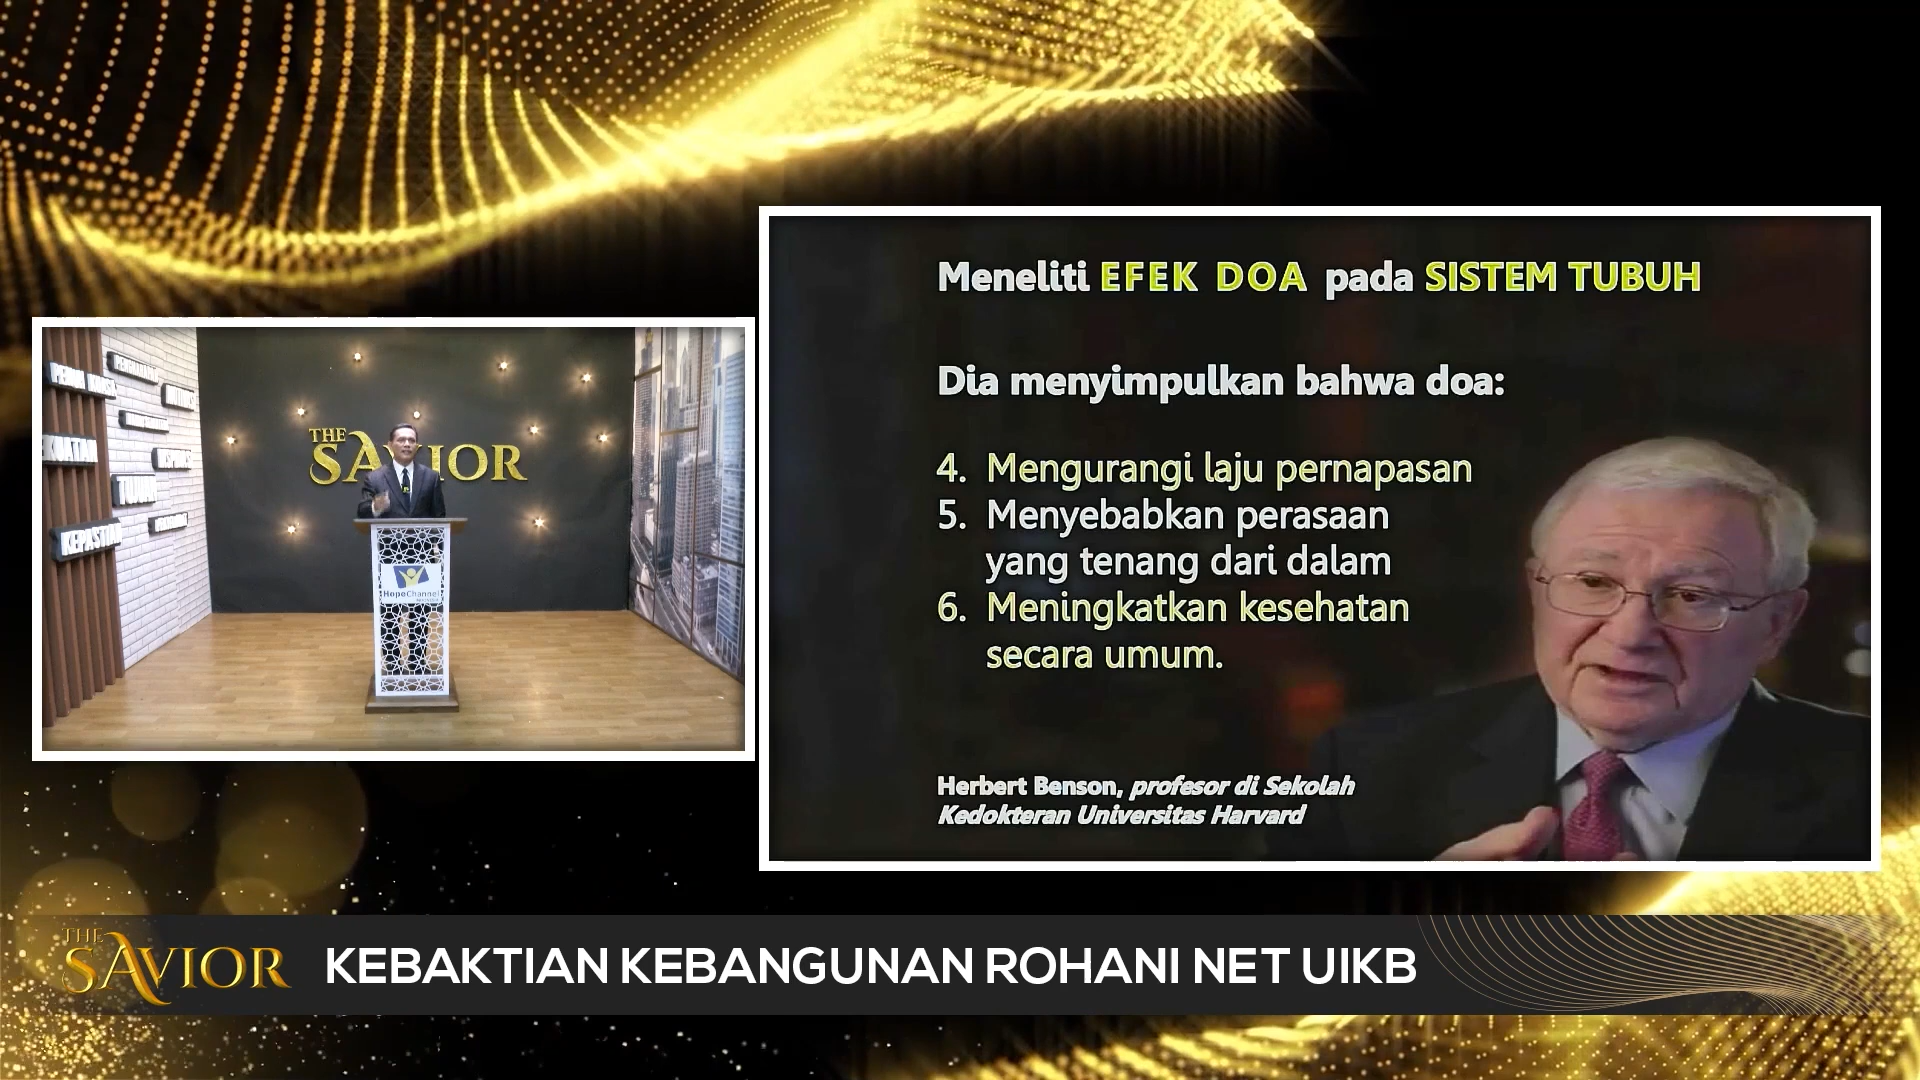 Meneliti EFEK DOA pada SISTEM TUBUH
Dia menyimpulkan bahwa doa:
4. Mengurangi laju pernapasan
5. Menyebabkan perasaan
yang tenang dari dalam
6. Meningkatkan kesehatan
secara umum.
Herbert Benson, profesor di Sekolah
Kedokteran Universitas Harvard
THE
SAVIOR
KEPASTIAN
HopeChannel
THE
SAVIOR
KEBAKTIAN KEBANGUNAN ROHANI NET UIKB